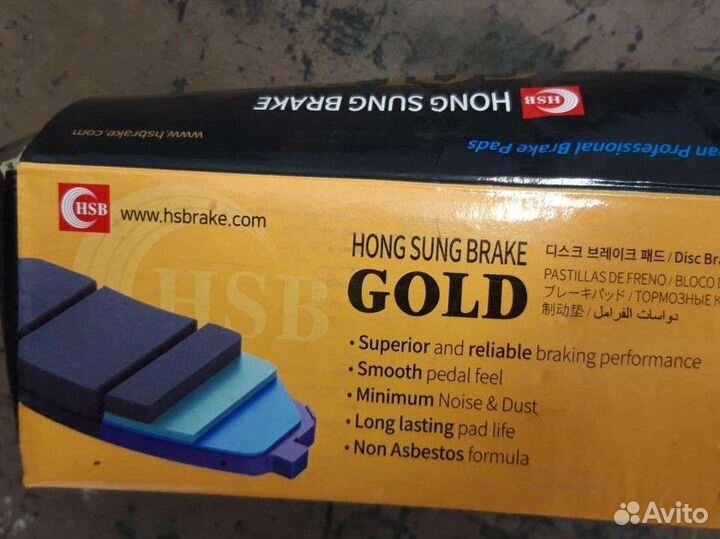 HONG SUNG BRAKE
HSB
www.hsbrake.com
Professional Brake Pads
HSB
www.hsbrake.com
HSB
HONG SUNG BRAKE
GOLD
디스크 브레이크 패드 / Disc
PASTILLAS DE FRENO / BLOCO
ブレーキパッド / ТОРМОЗНЫЕ
制动垫 / دواسات الفرامل
• Superior and reliable braking performance
• Smooth pedal feel
• Minimum Noise & Dust
• Long lasting pad life
• Non Asbestos formula
Avito